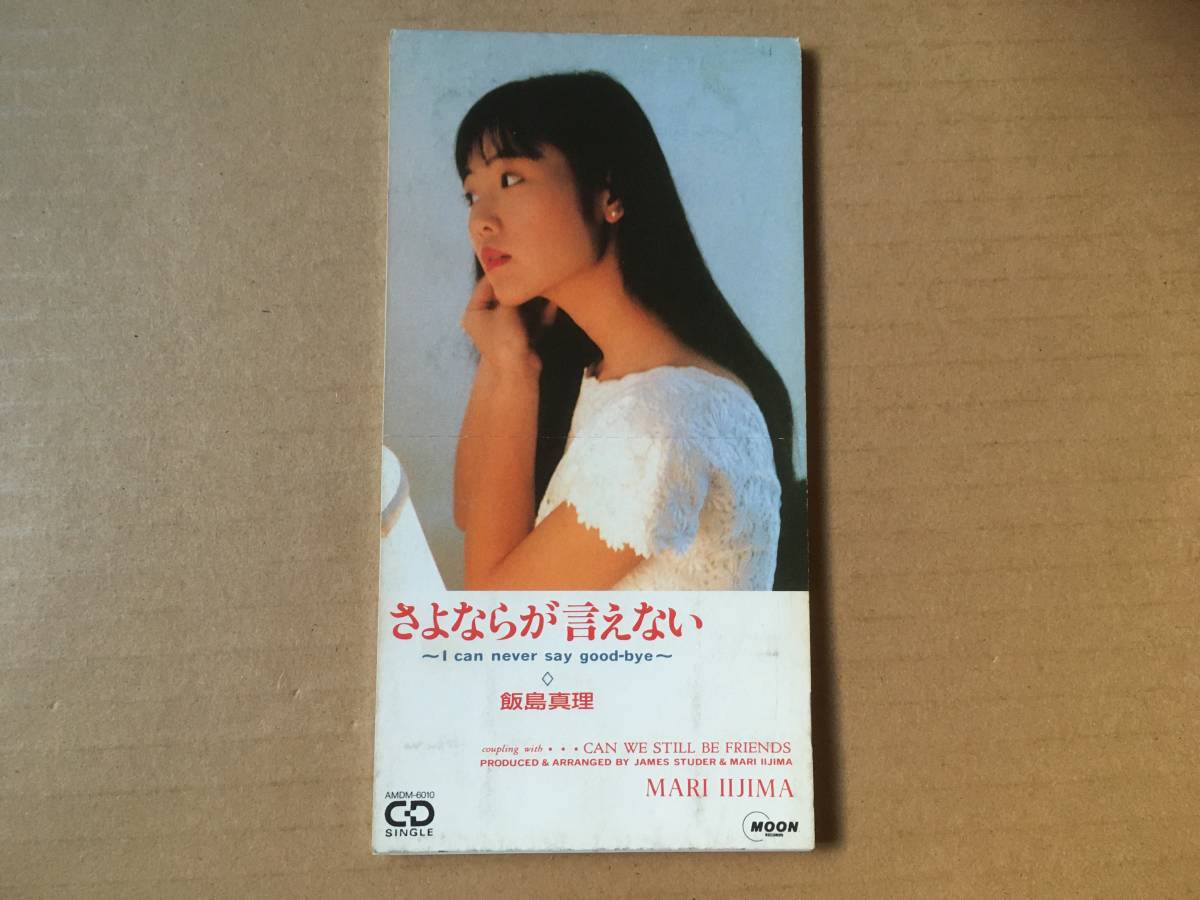 さよならが言えない
～I can never say good-bye～
◇
飯島真理
coupling with・・・CAN WE STILL BE FRIENDS
PRODUCED & ARRANGED BY JAMES STUDER & MARI IIJIMA
MARI IIJIMA
AMDM-6010
CD
SINGLE
MOON
RECORDS